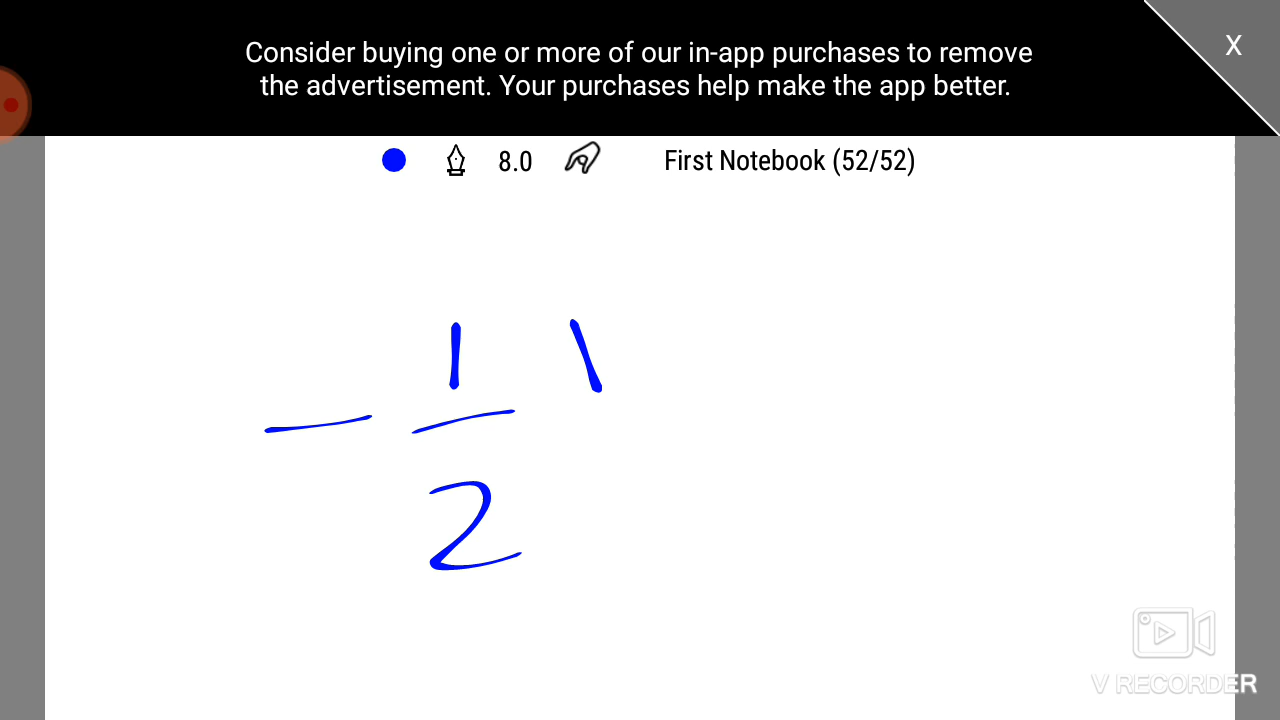 Consider buying one or more of our in-app purchases to remove
the advertisement. Your purchases help make the app better.
X
8.0 First Notebook (52/52)
− 1
2
V RECORDER